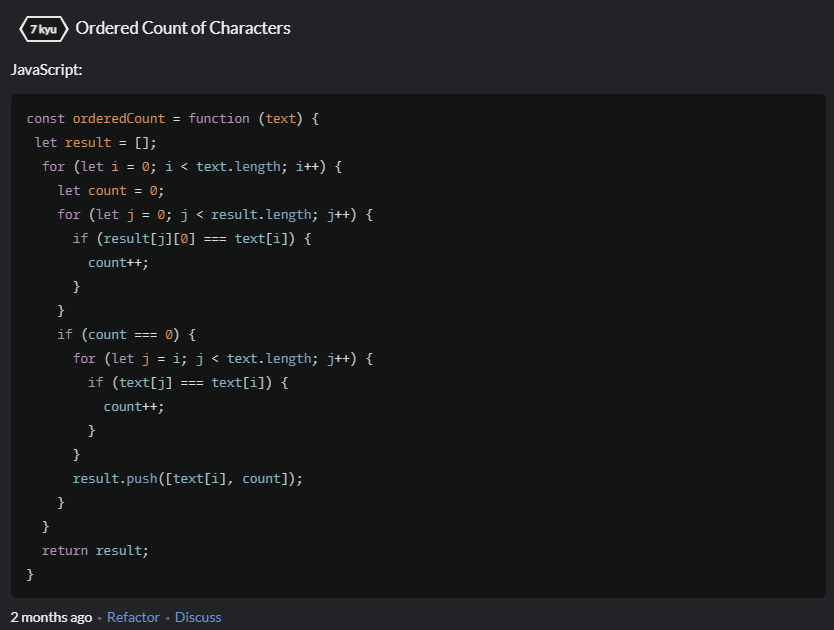 7 kyu Ordered Count of Characters
JavaScript:
const orderedCount = function (text) {
 let result = [];
  for (let i = 0; i < text.length; i++) {
    let count = 0;
    for (let j = 0; j < result.length; j++) {
      if (result[j][0] === text[i]) {
        count++;
      }
    }
    if (count === 0) {
      for (let j = i; j < text.length; j++) {
        if (text[j] === text[i]) {
          count++;
        }
      }
      result.push([text[i], count]);
    }
  }
  return result;
}
2 months ago • Refactor • Discuss